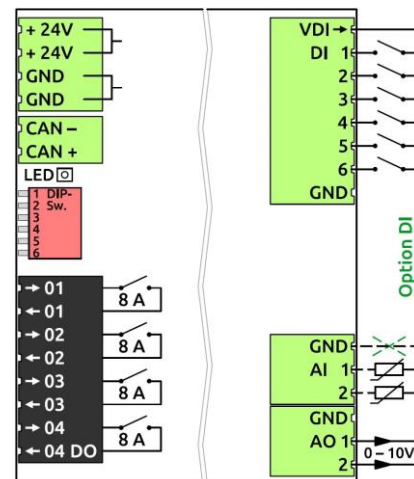 + 24V
+ 24V
GND
GND
CAN –
CAN +
LED
1 DIP-
2 Sw.
3
4
5
6
→ 01
← 01
→ 02
← 02
→ 03
← 03
→ 04
← 04 DO
8 A
8 A
8 A
8 A
VDI →
DI 1
2
3
4
5
6
GND
Option DI
GND
AI 1
2
GND
AO 1
2
0 – 10V